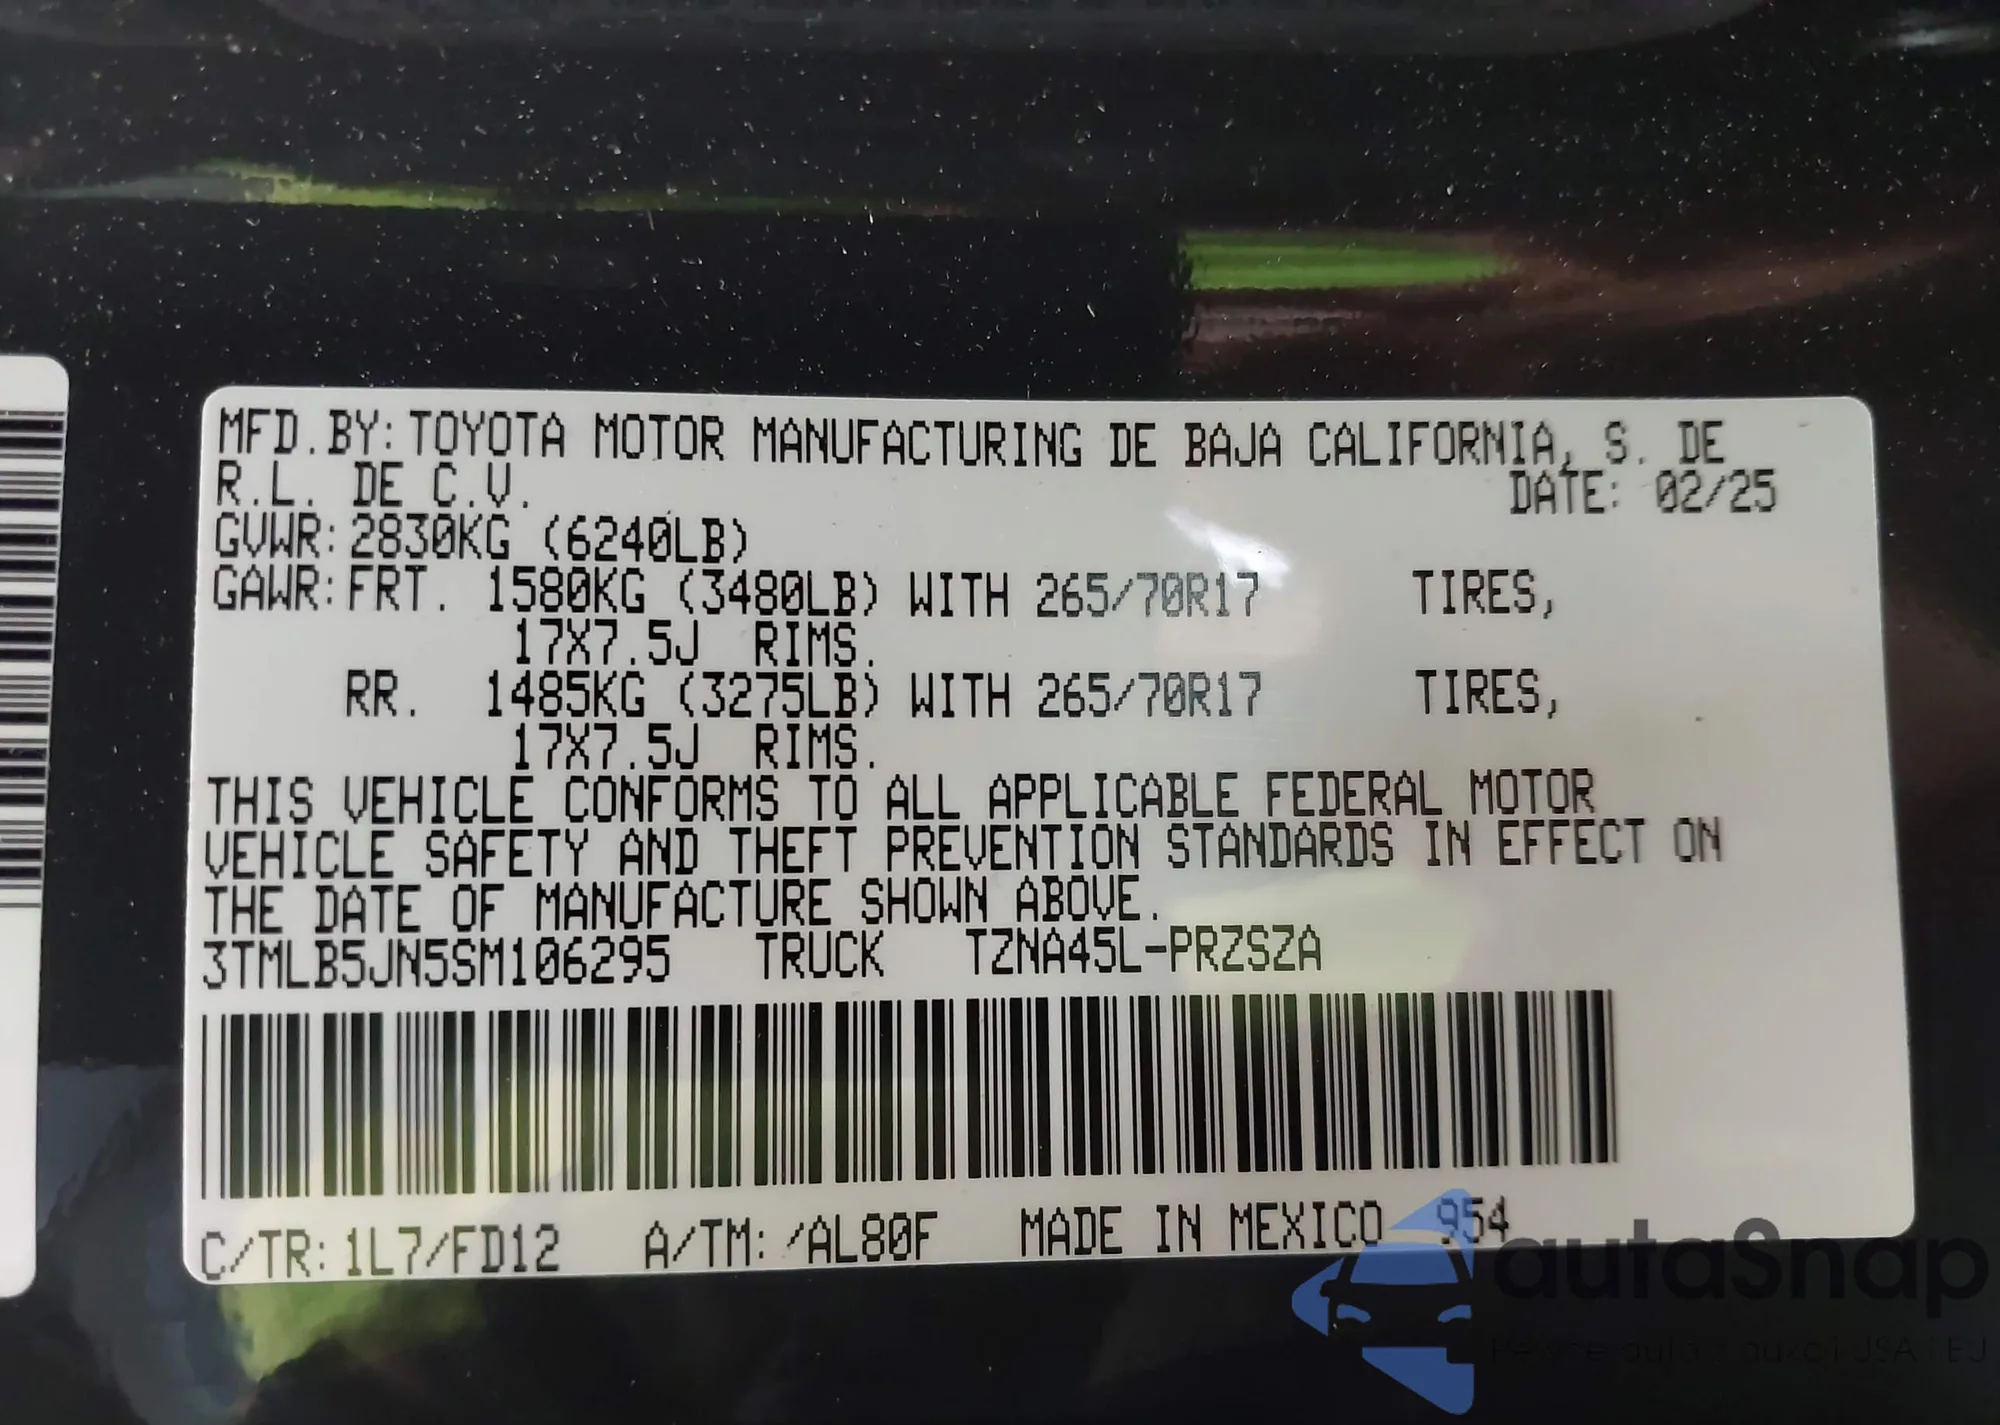 MFD.BY:TOYOTA MOTOR MANUFACTURING DE BAJA CALIFORNIA, S. DE
R.L. DE C.V.
DATE: 02/25
GVWR:2830KG (6240LB)
GAWR:FRT. 1580KG (3480LB) WITH 265/70R17 TIRES,
17X7.5J RIMS.
RR. 1485KG (3275LB) WITH 265/70R17 TIRES,
17X7.5J RIMS.
THIS VEHICLE CONFORMS TO ALL APPLICABLE FEDERAL MOTOR
VEHICLE SAFETY AND THEFT PREVENTION STANDARDS IN EFFECT ON
THE DATE OF MANUFACTURE SHOWN ABOVE.
3TMLB5JN5SM106295 TRUCK TZNA45L-PRZSZA
C/TR:1L7/FD12 A/TM:/AL80F MADE IN MEXICO 954
autaSnap